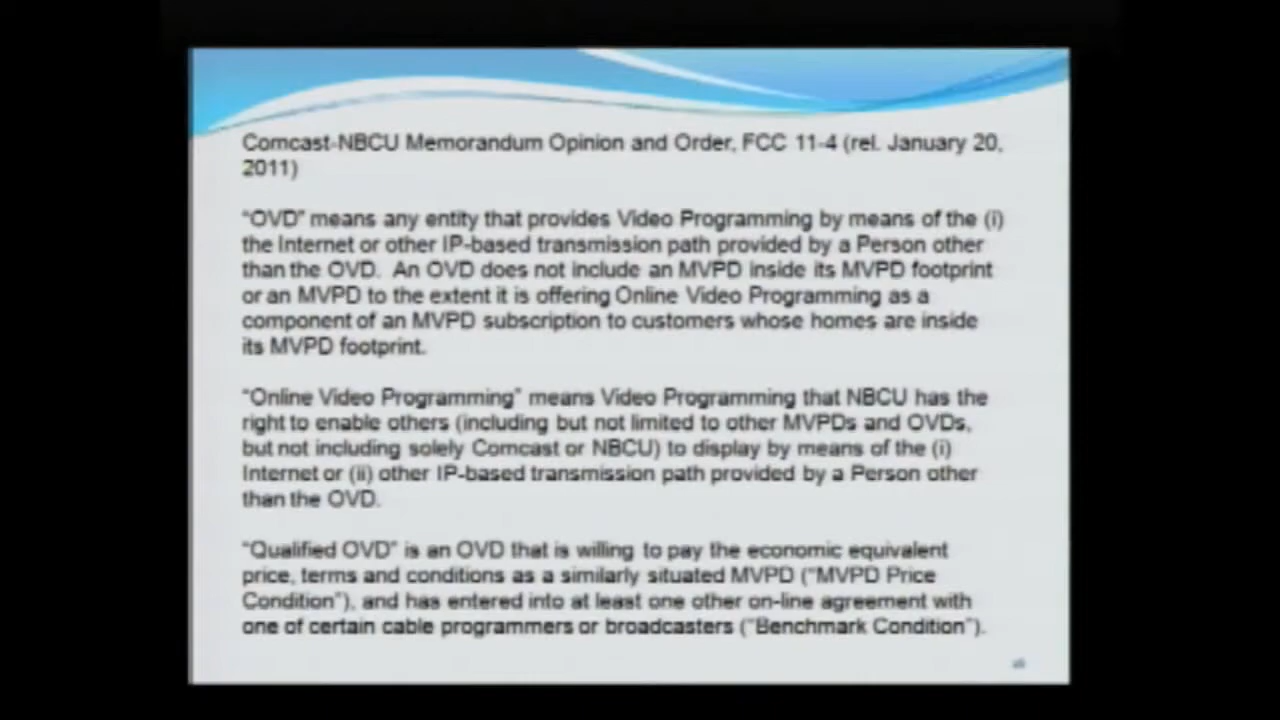 Comcast-NBCU Memorandum Opinion and Order, FCC 11-4 (rel. January 20,
2011)
“OVD” means any entity that provides Video Programming by means of the (i)
the Internet or other IP-based transmission path provided by a Person other
than the OVD. An OVD does not include an MVPD inside its MVPD footprint
or an MVPD to the extent it is offering Online Video Programming as a
component of an MVPD subscription to customers whose homes are inside
its MVPD footprint.
“Online Video Programming” means Video Programming that NBCU has the
right to enable others (including but not limited to other MVPDs and OVDs,
but not including solely Comcast or NBCU) to display by means of the (i)
Internet or (ii) other IP-based transmission path provided by a Person other
than the OVD.
“Qualified OVD” is an OVD that is willing to pay the economic equivalent
price, terms and conditions as a similarly situated MVPD (“MVPD Price
Condition”), and has entered into at least one other on-line agreement with
one of certain cable programmers or broadcasters (“Benchmark Condition”).